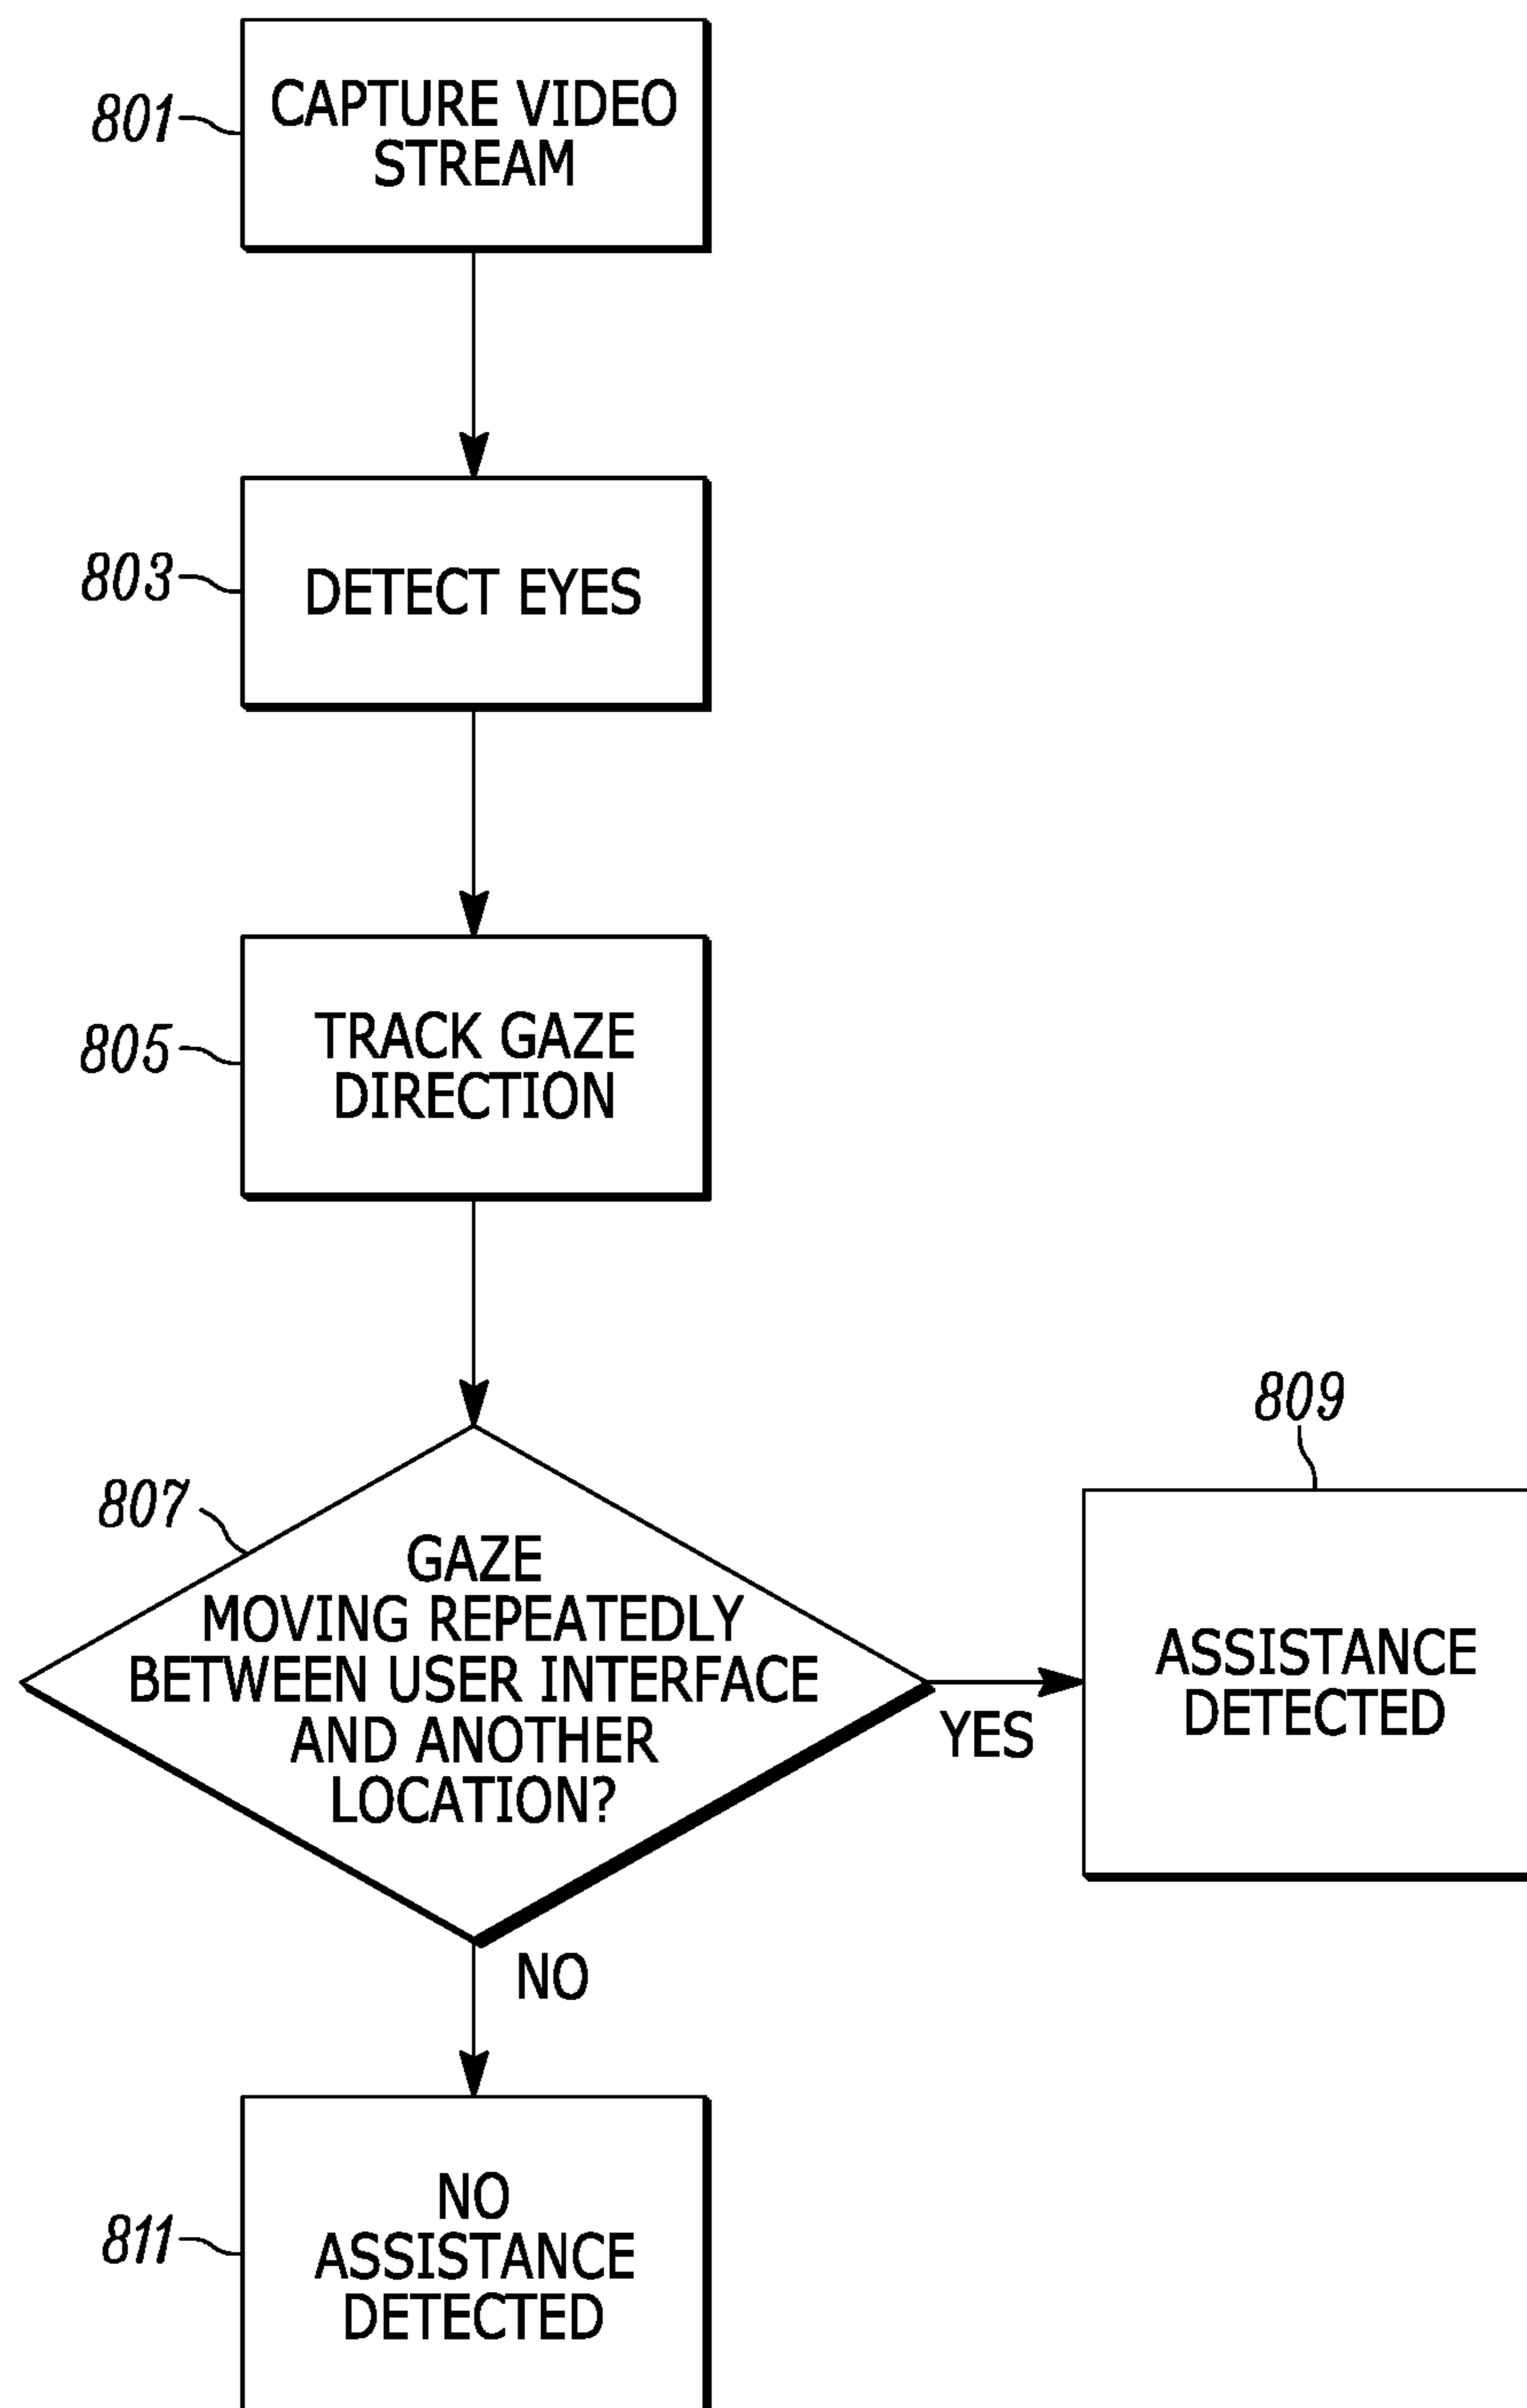 801
CAPTURE VIDEO
STREAM
803
DETECT EYES
805
TRACK GAZE
DIRECTION
807
GAZE
MOVING REPEATEDLY
BETWEEN USER INTERFACE
AND ANOTHER
LOCATION?
YES
809
ASSISTANCE
DETECTED
NO
811
NO
ASSISTANCE
DETECTED